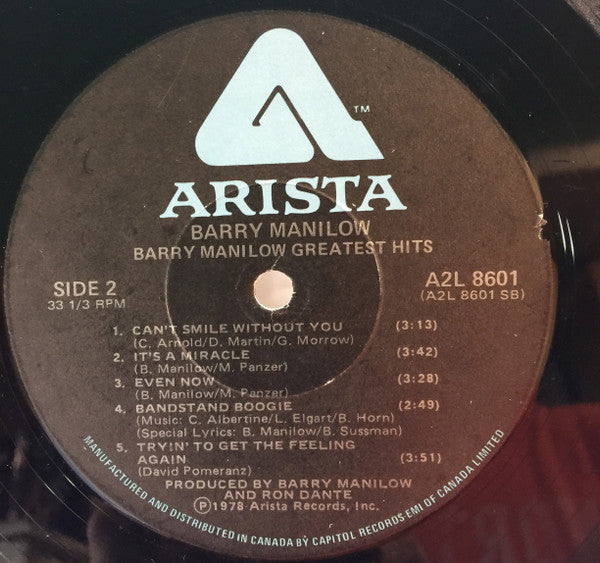 ™
ARISTA
BARRY MANILOW
BARRY MANILOW GREATEST HITS
SIDE 2
33 1/3 RPM
A2L 8601
(A2L 8601 SB)
1. CAN'T SMILE WITHOUT YOU (3:13)
(C. Arnold/D. Martin/G. Morrow)
2. IT'S A MIRACLE (3:42)
(B. Manilow/M. Panzer)
3. EVEN NOW (3:28)
(B. Manilow/M. Panzer)
4. BANDSTAND BOOGIE (2:49)
(Music: C. Albertine/L. Elgart/B. Horn)
(Special Lyrics: B. Manilow/B. Sussman)
5. TRYIN' TO GET THE FEELING
AGAIN (3:51)
(David Pomeranz)
PRODUCED BY BARRY MANILOW
AND RON DANTE
Ⓟ1978 Arista Records, Inc.
MANUFACTURED AND DISTRIBUTED IN CANADA BY CAPITOL RECORDS-EMI OF CANADA LIMITED